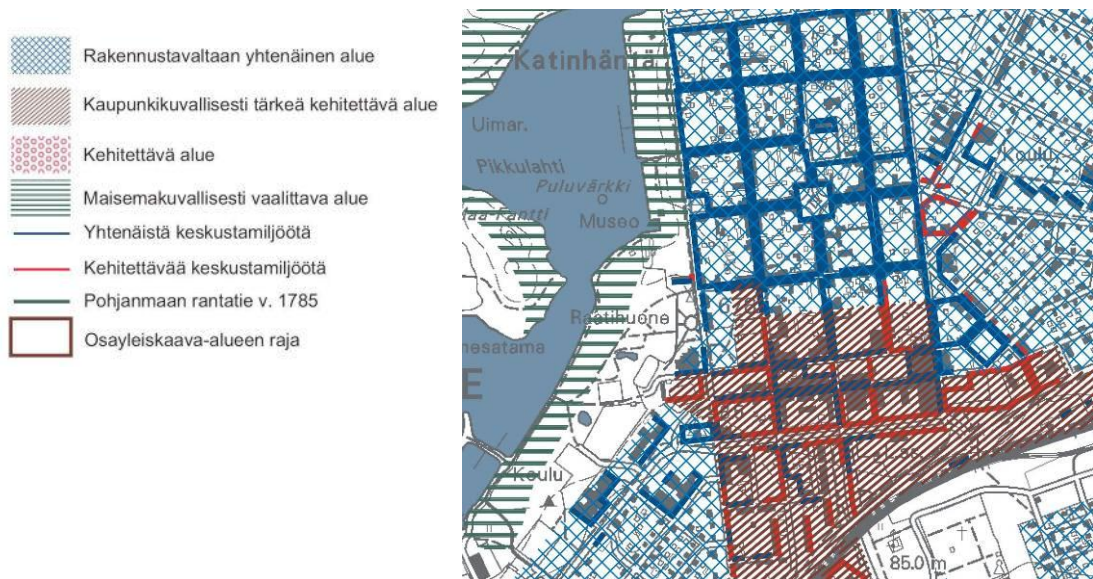 Rakennustavaltaan yhtenäinen alue
Kaupunkikuvallisesti tärkeä kehitettävä alue
Kehitettävä alue
Maisemakuvallisesti vaalittava alue
Yhtenäistä keskustamiljöötä
Kehitettävää keskustamiljöötä
Pohjanmaan rantatie v. 1785
Osayleiskaava-alueen raja
Katinhäntä
Uimar.
Pikkulahti
Puluvärkki
Museo
Koulu
Raatihuone
E
Koulu
85.0 m